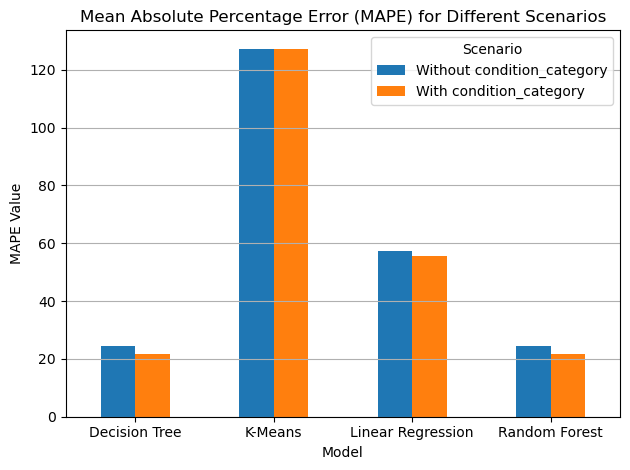 Mean Absolute Percentage Error (MAPE) for Different Scenarios
Scenario
Without condition_category
With condition_category
MAPE Value
120
100
80
60
40
20
0
Decision Tree
K-Means
Linear Regression
Random Forest
Model